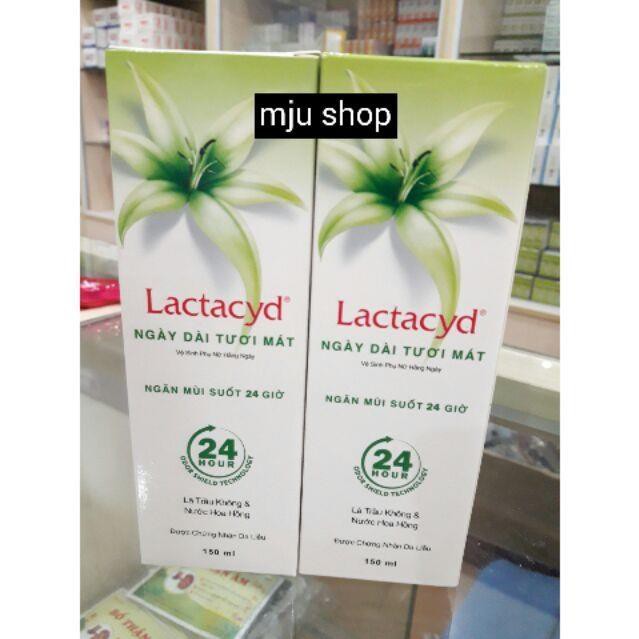 mju shop
Lactacyd®
NGÀY DÀI TƯƠI MÁT
Vệ Sinh Phụ Nữ Hằng Ngày
NGĂN MÙI SUỐT 24 GIỜ
24
HOUR
ODOR SHIELD TECHNOLOGY
Lá Trầu Không &
Nước Hoa Hồng
Được Chứng Nhận Da Liễu
150 ml
Lactacyd®
NGÀY DÀI TƯƠI MÁT
Vệ Sinh Phụ Nữ Hằng Ngày
NGĂN MÙI SUỐT 24 GIỜ
24
HOUR
ODOR SHIELD TECHNOLOGY
Lá Trầu Không &
Nước Hoa Hồng
Được Chứng Nhận Da Liễu
150 ml
BỔ THẬN